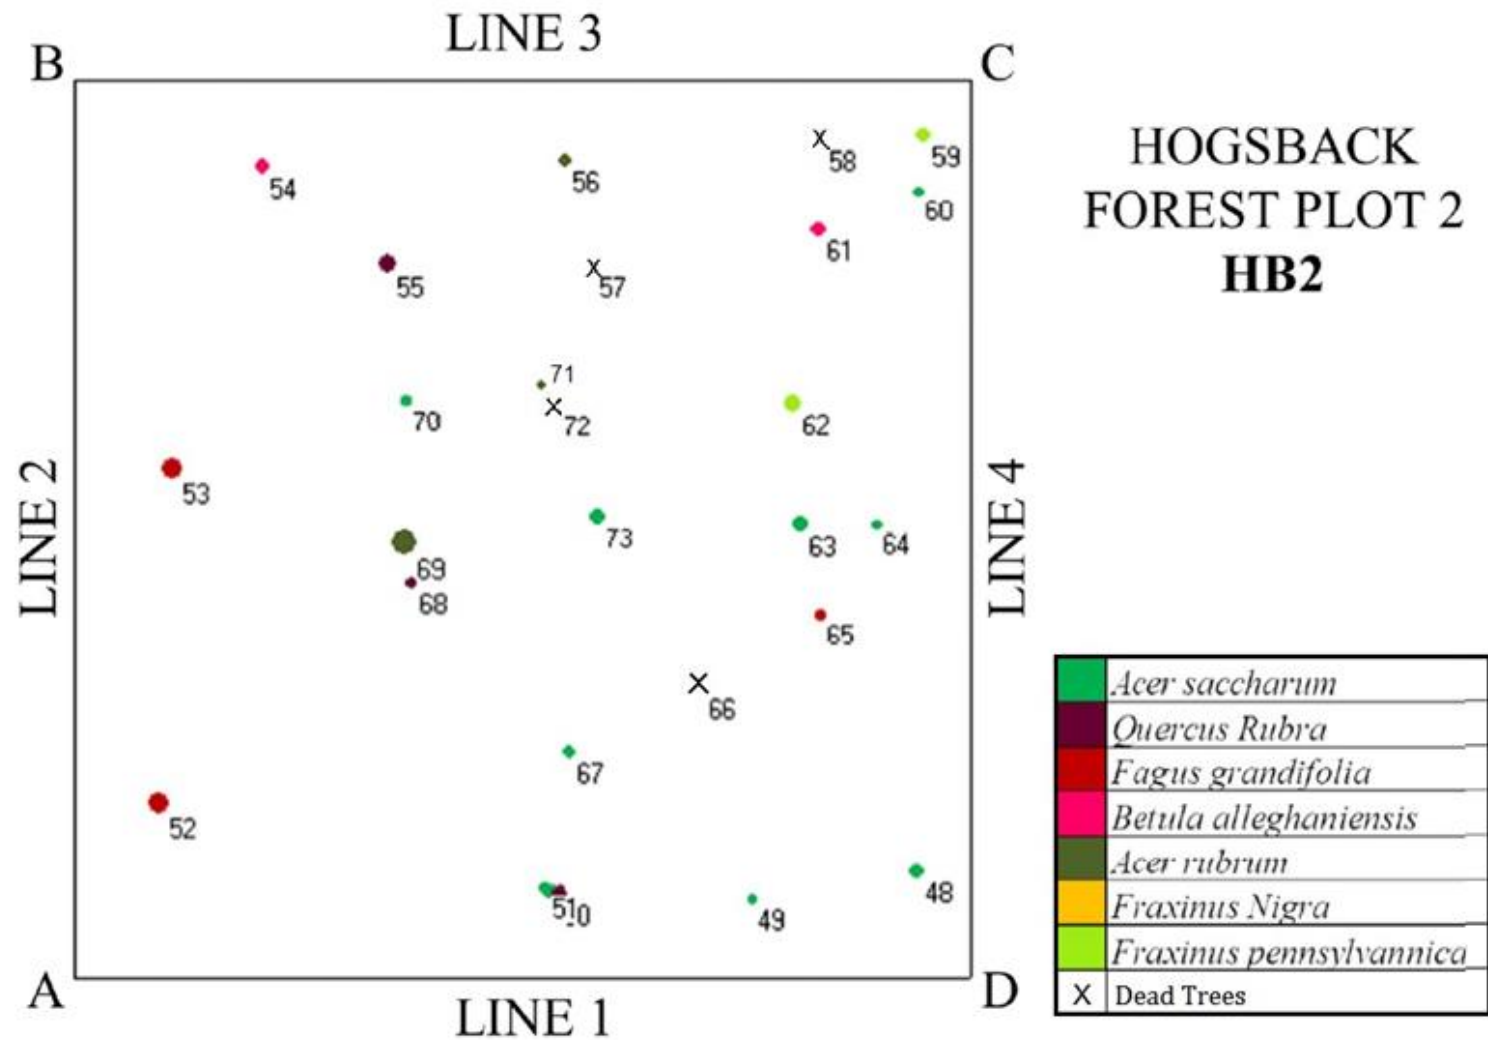 LINE 3
B
C
58
59
54
56
60
61
55
57
71
70
72
62
53
73
63
64
69
68
65
66
67
52
51
0
49
48
LINE 2
LINE 4
A
D
LINE 1
HOGSBACK
FOREST PLOT 2
HB2
Acer saccharum
Quercus Rubra
Fagus grandifolia
Betula alleghaniensis
Acer rubrum
Fraxinus Nigra
Fraxinus pennsylvannica
X Dead Trees